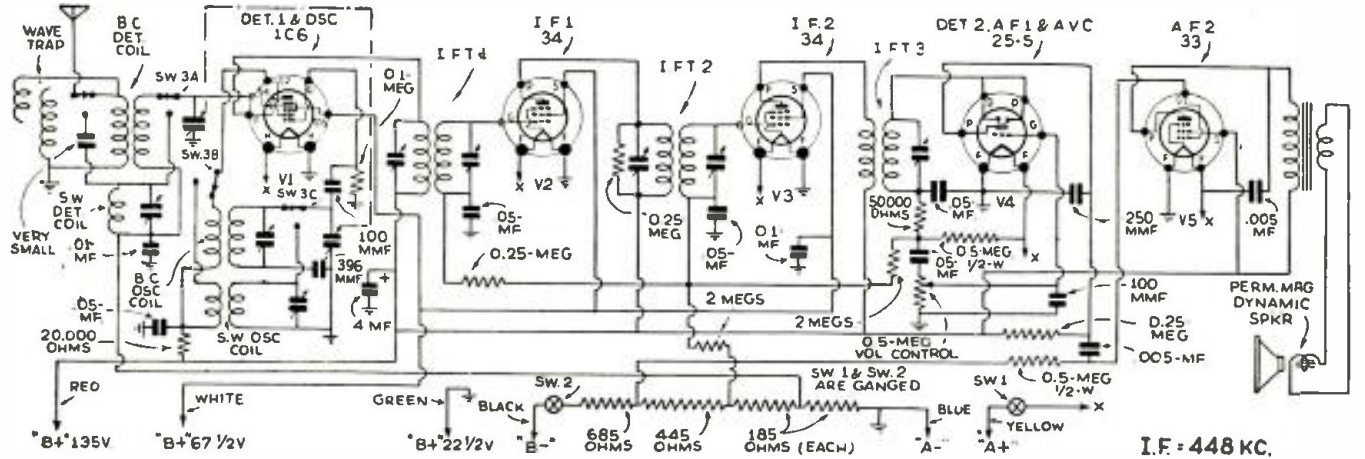 WAVE TRAP
B C DET. COIL
SW 3A
DET. 1 & OSC
1C6
0.1-MEG
IFT 1
I.F.1
34
IFT 2
I.F.2
34
IFT 3
DET 2, A F 1 & AVC
25-S
A.F 2
33
SW. 3B
V1
SW 3C
V2
V3
V4
V5
X
X
X
X
X
P
S
G
P
S
G
P
D
D
G
F
F
VERY SMALL
S.W DET COIL
.01-MF
B C OSC COIL
S.W OSC COIL
.05-MF
20,000 OHMS
100 MMF
396 MMF
4 MF
+
.05-MF
0.25-MEG
0.25 MEG
.05-MF
0.1 MF
2 MEGS
2 MEGS
50000 OHMS
.05 MF
.05-MF
0.5-MEG 1/2-W
0.5-MEG VOL CONTROL
250 MMF
100 MMF
.005 MF
0.25 MEG
.005-MF
0.5-MEG 1/2-W
PERM. MAG DYNAMIC SPKR
SW 1 & SW. 2 ARE GANGED
RED
"B+" 135V
WHITE
"B+" 67 1/2V
GREEN
"B+" 22 1/2V
BLACK
"B-"
SW. 2
685 OHMS
445 OHMS
185 OHMS (EACH)
BLUE
"A-"
SW 1
YELLOW
"A+"
X
I.F. = 448 KC.